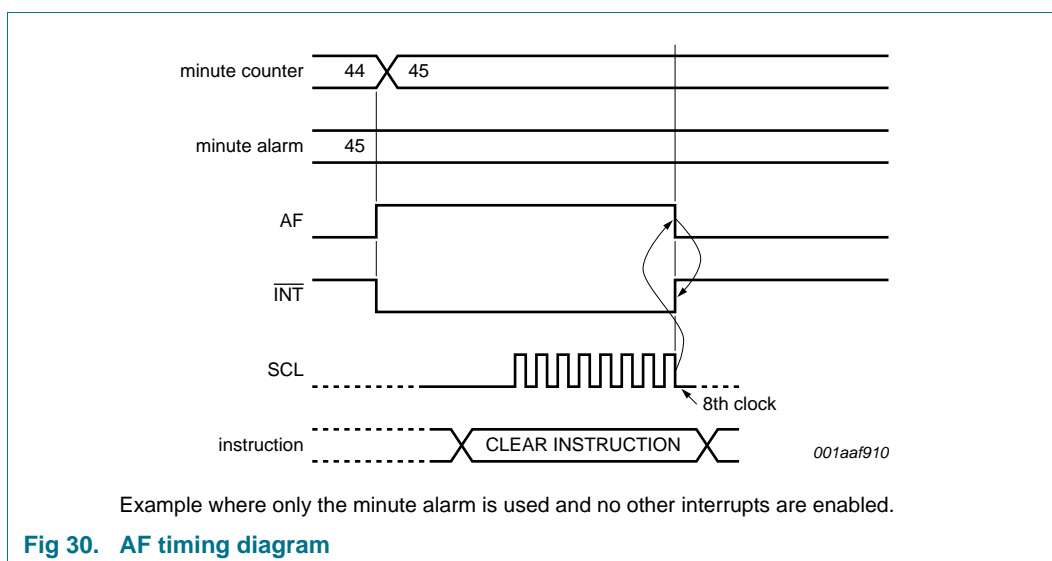 minute counter 44 45
minute alarm 45
AF
INT
SCL
8th clock
instruction CLEAR INSTRUCTION 001aaf910
Example where only the minute alarm is used and no other interrupts are enabled.
Fig 30. AF timing diagram